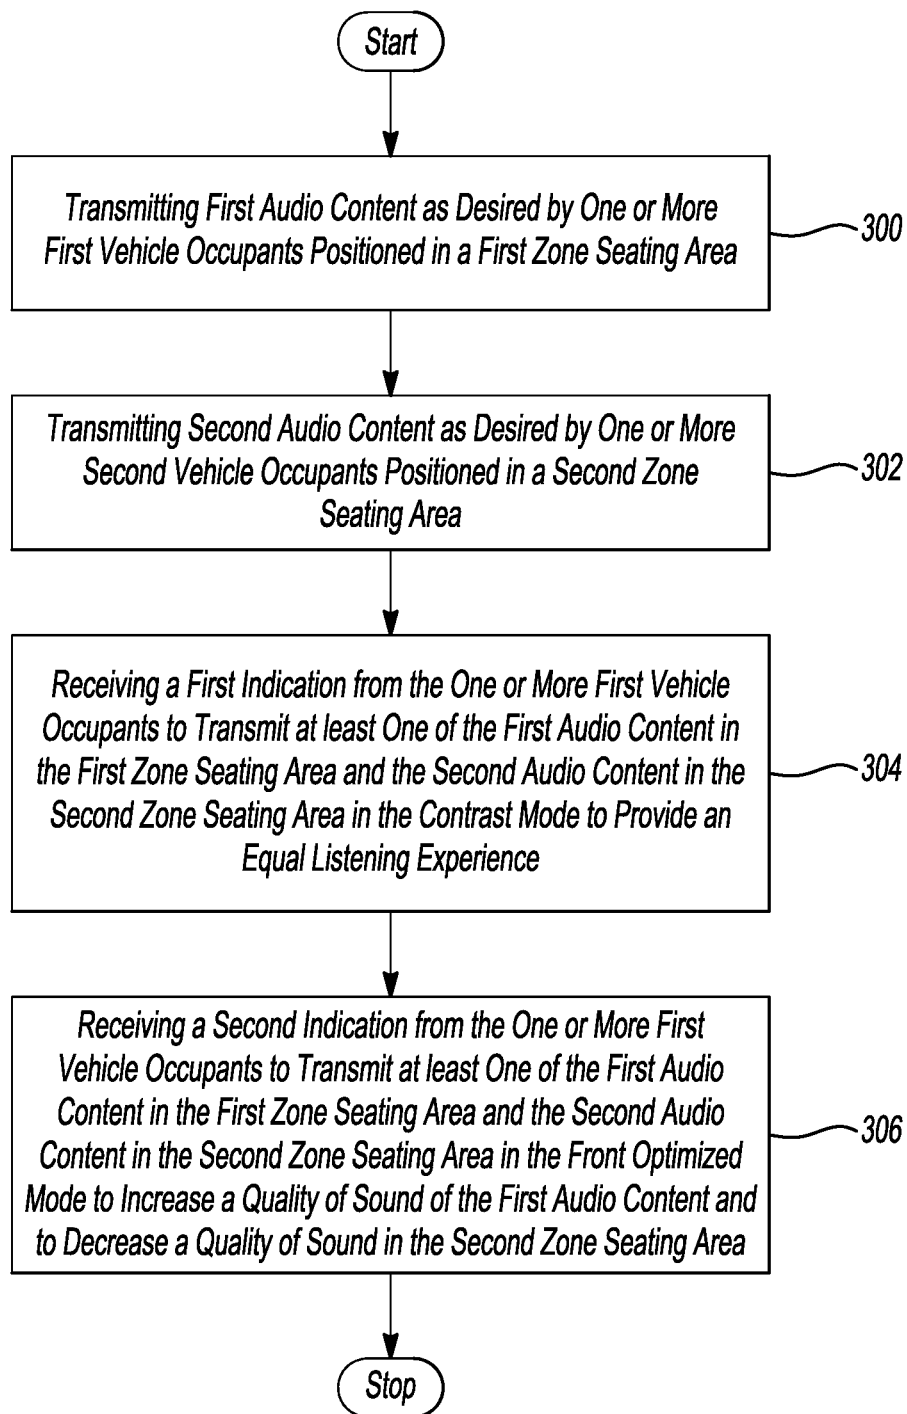 Start
Transmitting First Audio Content as Desired by One or More
First Vehicle Occupants Positioned in a First Zone Seating Area
300
Transmitting Second Audio Content as Desired by One or More
Second Vehicle Occupants Positioned in a Second Zone
Seating Area
302
Receiving a First Indication from the One or More First Vehicle
Occupants to Transmit at least One of the First Audio Content in
the First Zone Seating Area and the Second Audio Content in the
Second Zone Seating Area in the Contrast Mode to Provide an
Equal Listening Experience
304
Receiving a Second Indication from the One or More First
Vehicle Occupants to Transmit at least One of the First Audio
Content in the First Zone Seating Area and the Second Audio
Content in the Second Zone Seating Area in the Front Optimized
Mode to Increase a Quality of Sound of the First Audio Content and
to Decrease a Quality of Sound in the Second Zone Seating Area
306
Stop